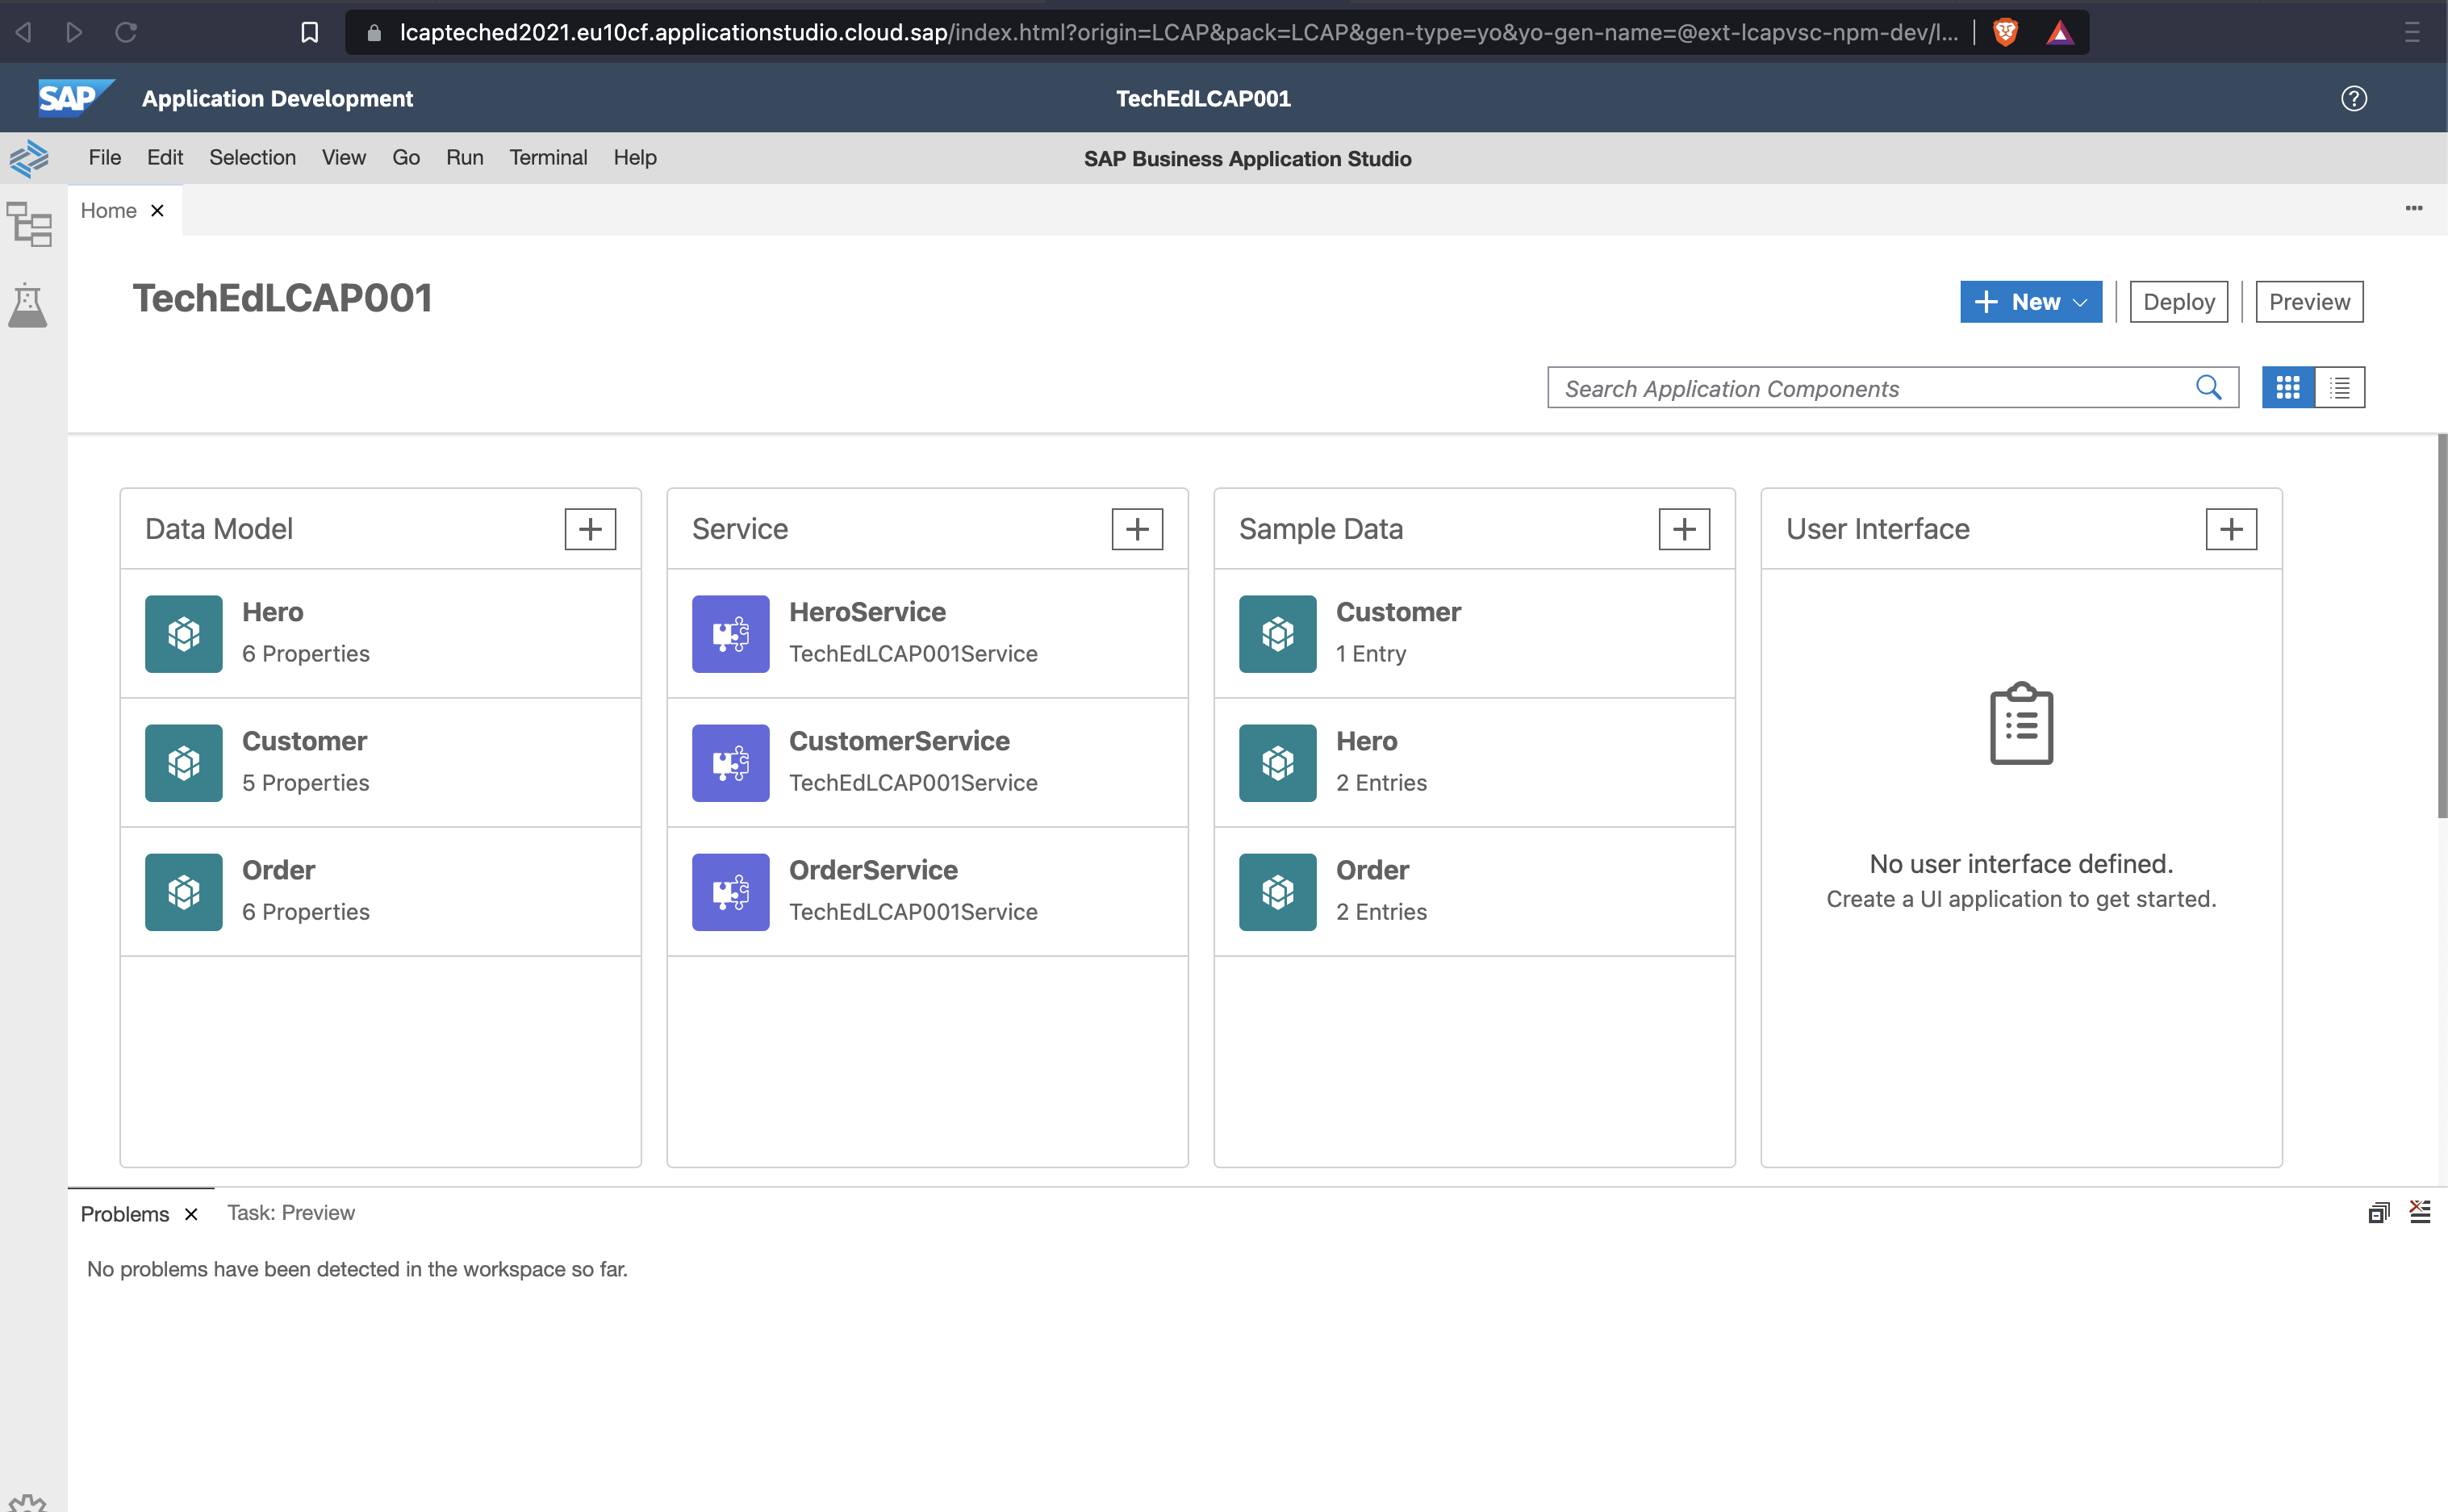 lcapteched2021.eu10cf.applicationstudio.cloud.sap/index.html?origin=LCAP&pack=LCAP&gen-type=yo&yo-gen-name=@ext-lcapvsc-npm-dev/l...
SAP Application Development TechEdLCAP001 ?
File Edit Selection View Go Run Terminal Help SAP Business Application Studio
Home
TechEdLCAP001
New Deploy Preview
Search Application Components
Data Model
Hero
6 Properties
Customer
5 Properties
Order
6 Properties
Service
HeroService
TechEdLCAP001Service
CustomerService
TechEdLCAP001Service
OrderService
TechEdLCAP001Service
Sample Data
Customer
1 Entry
Hero
2 Entries
Order
2 Entries
User Interface
No user interface defined.
Create a UI application to get started.
Problems Task: Preview
No problems have been detected in the workspace so far.